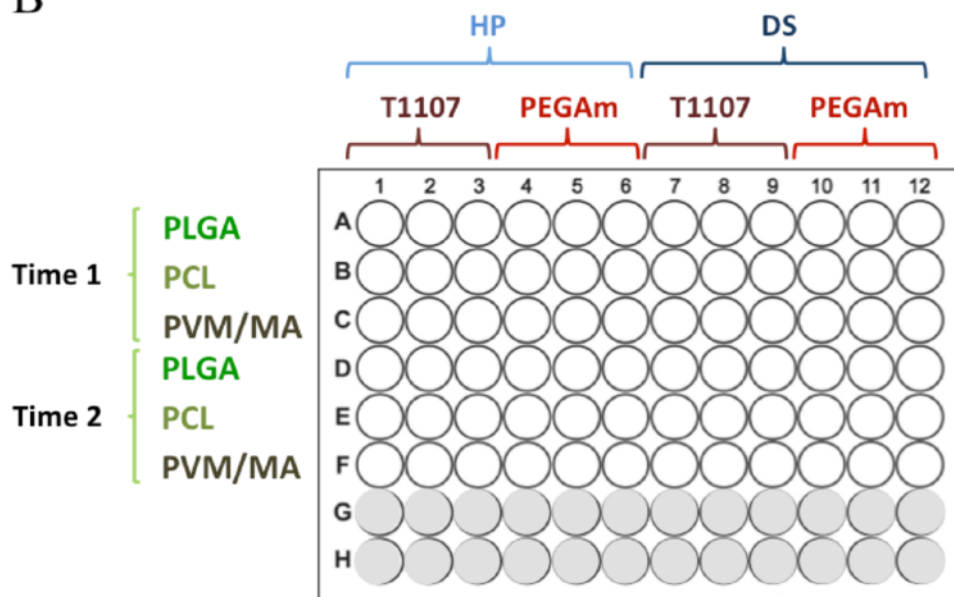 B
HP DS
T1107 PEGAm T1107 PEGAm
1 2 3 4 5 6 7 8 9 10 11 12
A
PLGA
B
Time 1 PCL
C
PVM/MA
D
PLGA
E
Time 2 PCL
F
PVM/MA
G
H